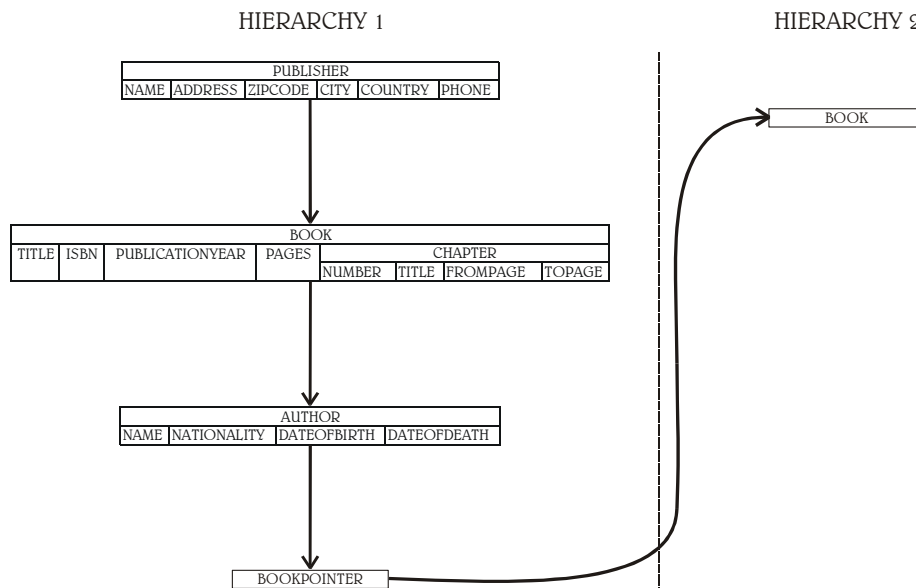 HIERARCHY 1
HIERARCHY 2
PUBLISHER
NAME ADDRESS ZIPCODE CITY COUNTRY PHONE
BOOK
BOOK
TITLE ISBN PUBLICATIONYEAR PAGES CHAPTER
NUMBER TITLE FROMPAGE TOPAGE
AUTHOR
NAME NATIONALITY DATEOFBIRTH DATEOFDEATH
BOOKPOINTER